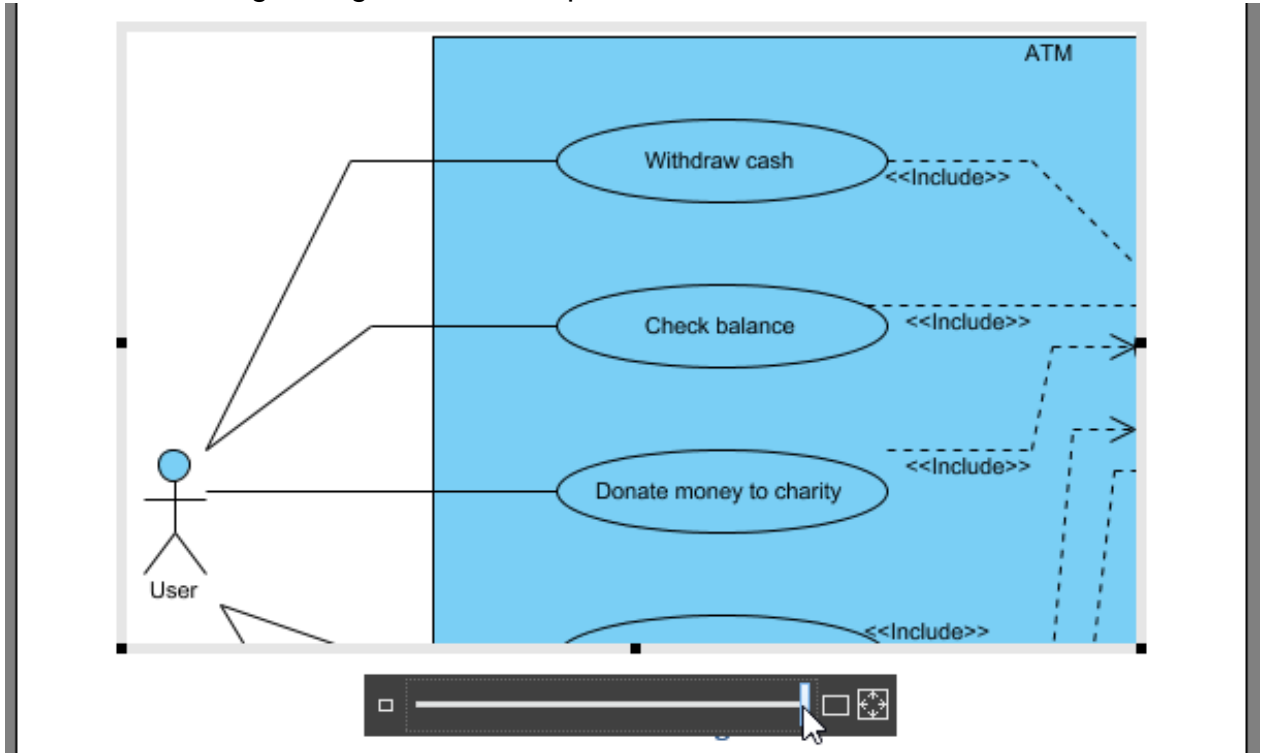 ATM
Withdraw cash
<<Include>>
Check balance
<<Include>>
Donate money to charity
<<Include>>
User
<<Include>>